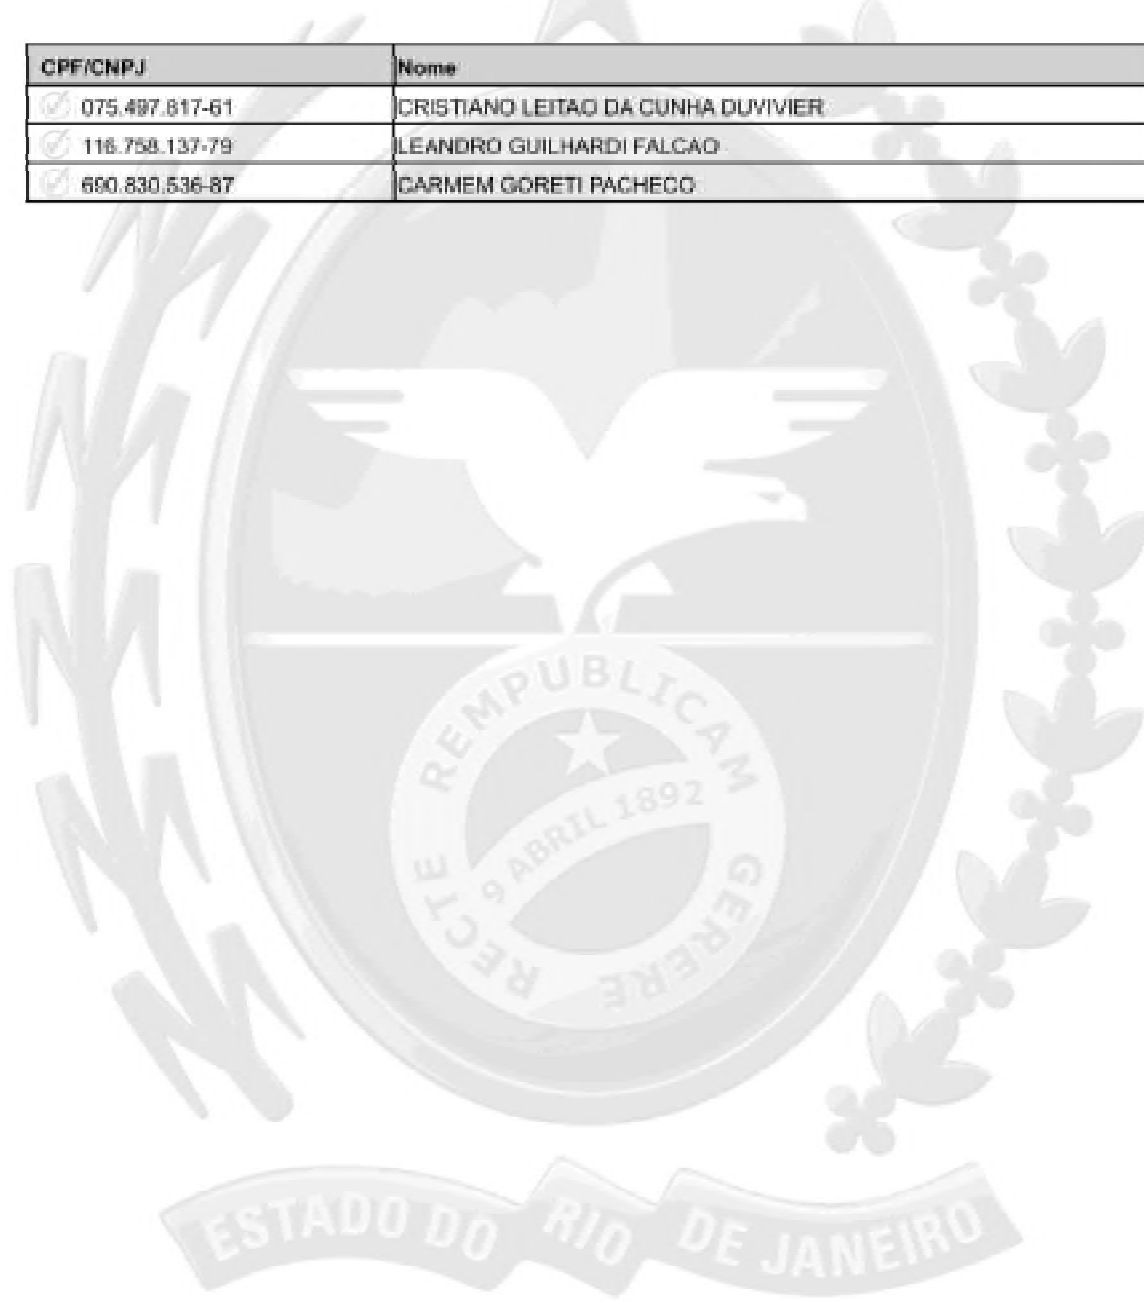 CPF/CNPJ Nome
075.497.817-61 CRISTIANO LEITAO DA CUNHA DUVIVIER
116.758.137-79 LEANDRO GUILHARDI FALCAO
690.830.536-87 CARMEM GORETI PACHECO
RECTE REMPUBLICAM GERERE
9 ABRIL 1892
ESTADO DO RIO DE JANEIRO